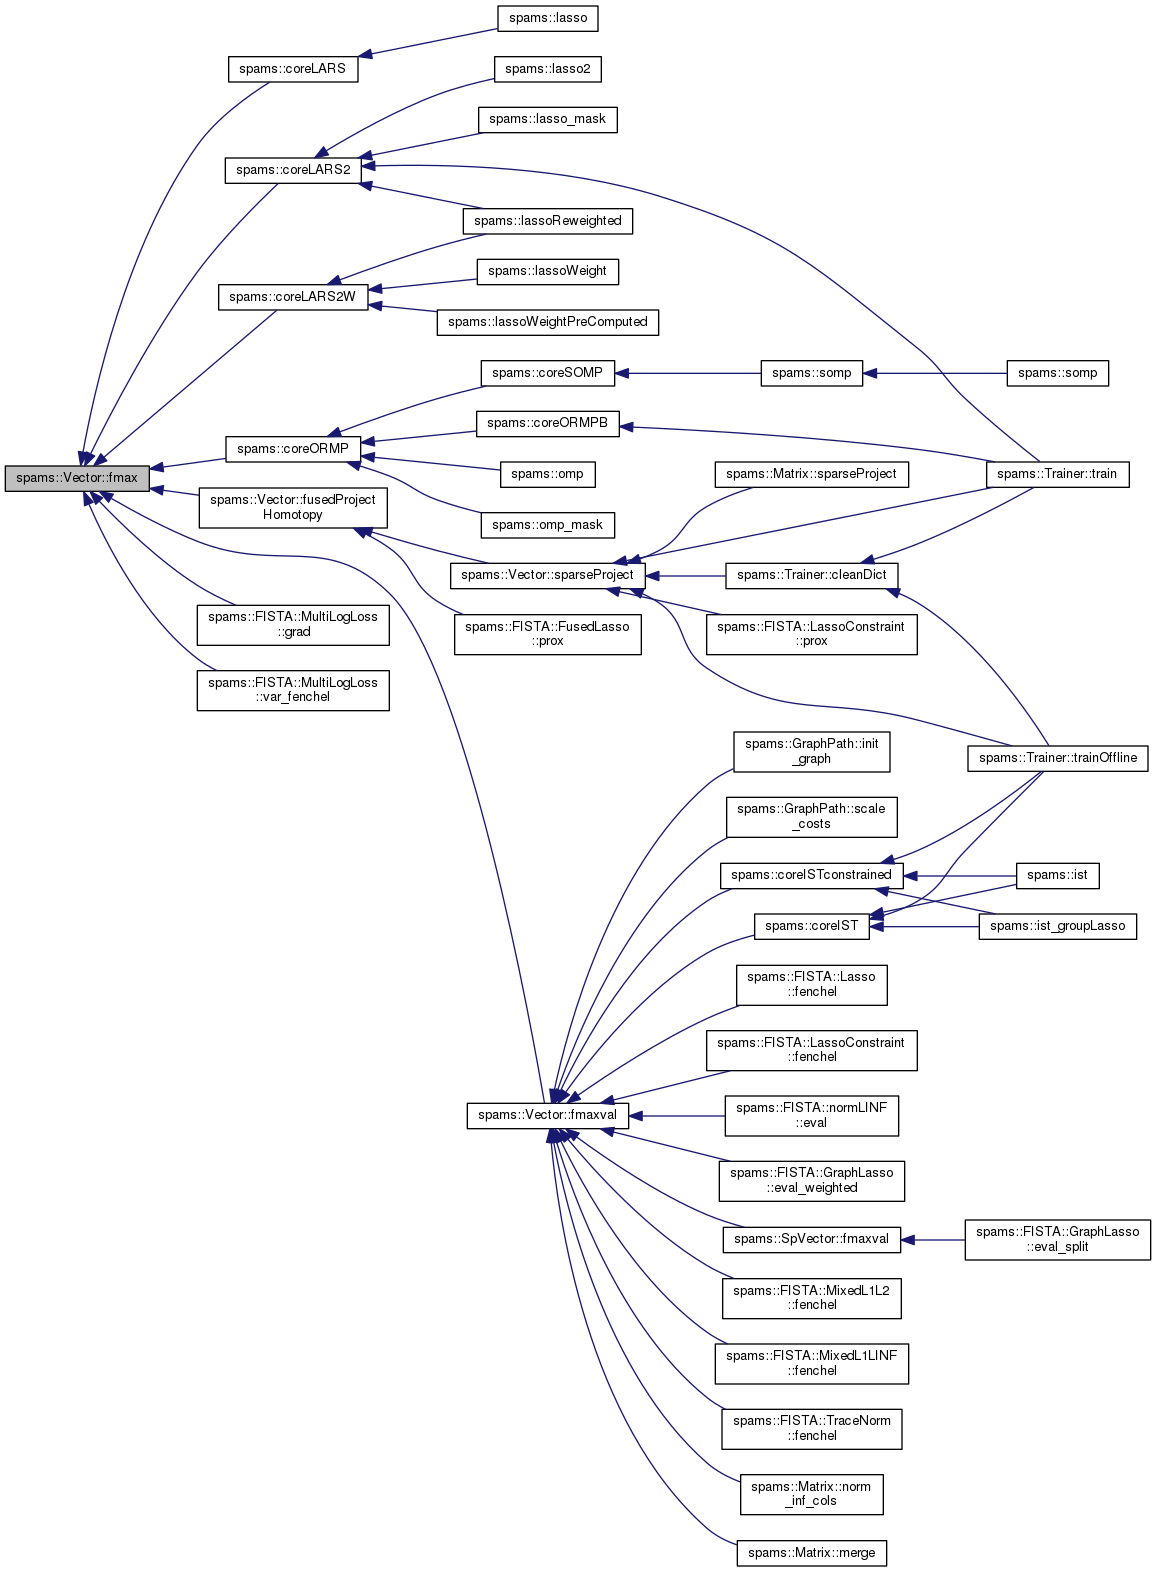 spams::lasso
spams::coreLARS
spams::lasso2
spams::lasso_mask
spams::coreLARS2
spams::lassoReweighted
spams::lassoWeight
spams::coreLARS2W
spams::lassoWeightPreComputed
spams::coreSOMP
spams::somp
spams::somp
spams::coreORMPB
spams::coreORMP
spams::omp
spams::Matrix::sparseProject
spams::Trainer::train
spams::Vector::fmax
spams::Vector::fusedProject
Homotopy
spams::omp_mask
spams::Vector::sparseProject
spams::Trainer::cleanDict
spams::FISTA::MultiLogLoss
::grad
spams::FISTA::FusedLasso
::prox
spams::FISTA::LassoConstraint
::prox
spams::FISTA::MultiLogLoss
::var_fenchel
spams::GraphPath::init
_graph
spams::Trainer::trainOffline
spams::GraphPath::scale
_costs
spams::coreISTconstrained
spams::ist
spams::coreIST
spams::ist_groupLasso
spams::FISTA::Lasso
::fenchel
spams::FISTA::LassoConstraint
::fenchel
spams::Vector::fmaxval
spams::FISTA::normLINF
::eval
spams::FISTA::GraphLasso
::eval_weighted
spams::SpVector::fmaxval
spams::FISTA::GraphLasso
::eval_split
spams::FISTA::MixedL1L2
::fenchel
spams::FISTA::MixedL1LINF
::fenchel
spams::FISTA::TraceNorm
::fenchel
spams::Matrix::norm
_inf_cols
spams::Matrix::merge